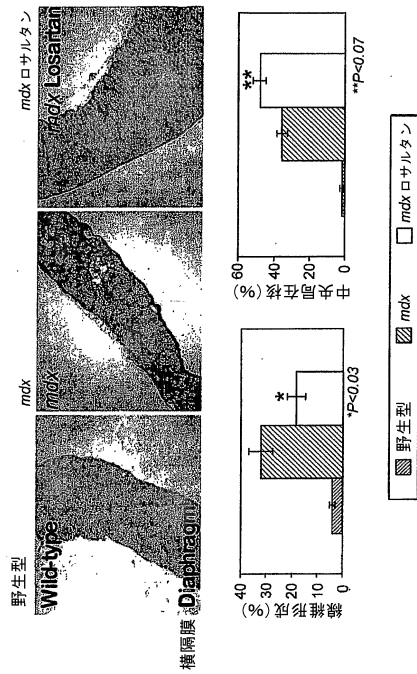 野生型
mdx
mdx ロサルタン
Wild-type
mdx
mdx Losartan
横隔膜
Diaphragm
線維形成(%)
40
30
20
10
0
*
*P<0.03
中央局在核(%)
60
40
20
0
**
**P<0.07
野生型
mdx
mdx ロサルタン